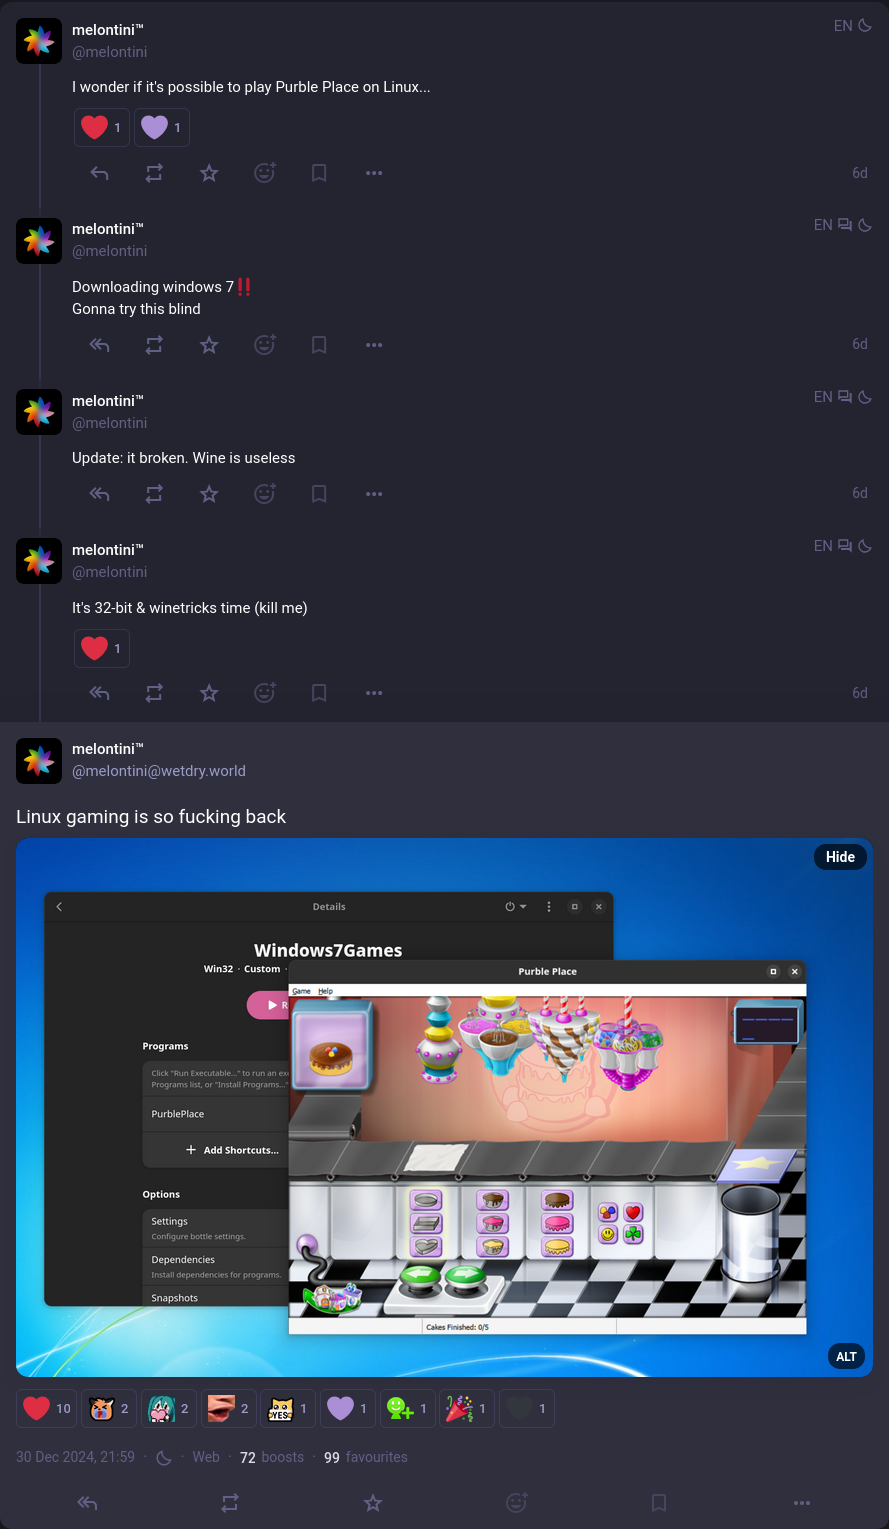 melontini™
EN
@melontini
I wonder if it's possible to play Purble Place on Linux...
1
1
6d
melontini™
EN
@melontini
Downloading windows 7‼️
Gonna try this blind
6d
melontini™
EN
@melontini
Update: it broken. Wine is useless
6d
melontini™
EN
@melontini
It's 32-bit & winetricks time (kill me)
1
6d
melontini™
@melontini@wetdry.world
Linux gaming is so fucking back
Hide
Details
Windows7Games
Win32 · Custom ·
R
Programs
Click "Run Executable..." to run an exe
Programs list, or "Install Programs..."
PurblePlace
Add Shortcuts...
Options
Settings
Configure bottle settings.
Dependencies
Install dependencies for programs.
Snapshots
Purble Place
Game Help
Cakes Finished: 0/5
ALT
10
2
2
2
YES
1
1
1
1
1
30 Dec 2024, 21:59 · · Web · 72 boosts · 99 favourites